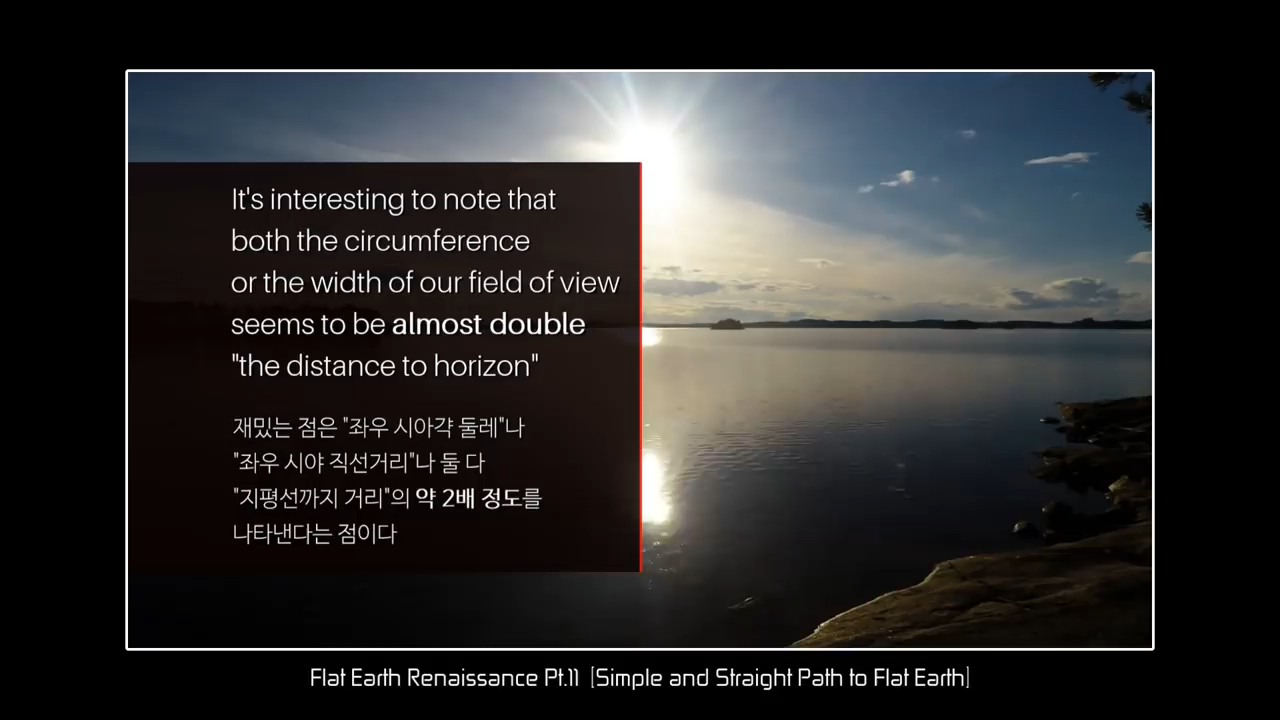 It's interesting to note that
both the circumference
or the width of our field of view
seems to be almost double
"the distance to horizon"
재밌는 점은 "좌우 시아각 둘레"나
"좌우 시야 직선거리"나 둘 다
"지평선까지 거리"의 약 2배 정도를
나타낸다는 점이다
Flat Earth Renaissance Pt.11 [Simple and Straight Path to Flat Earth]